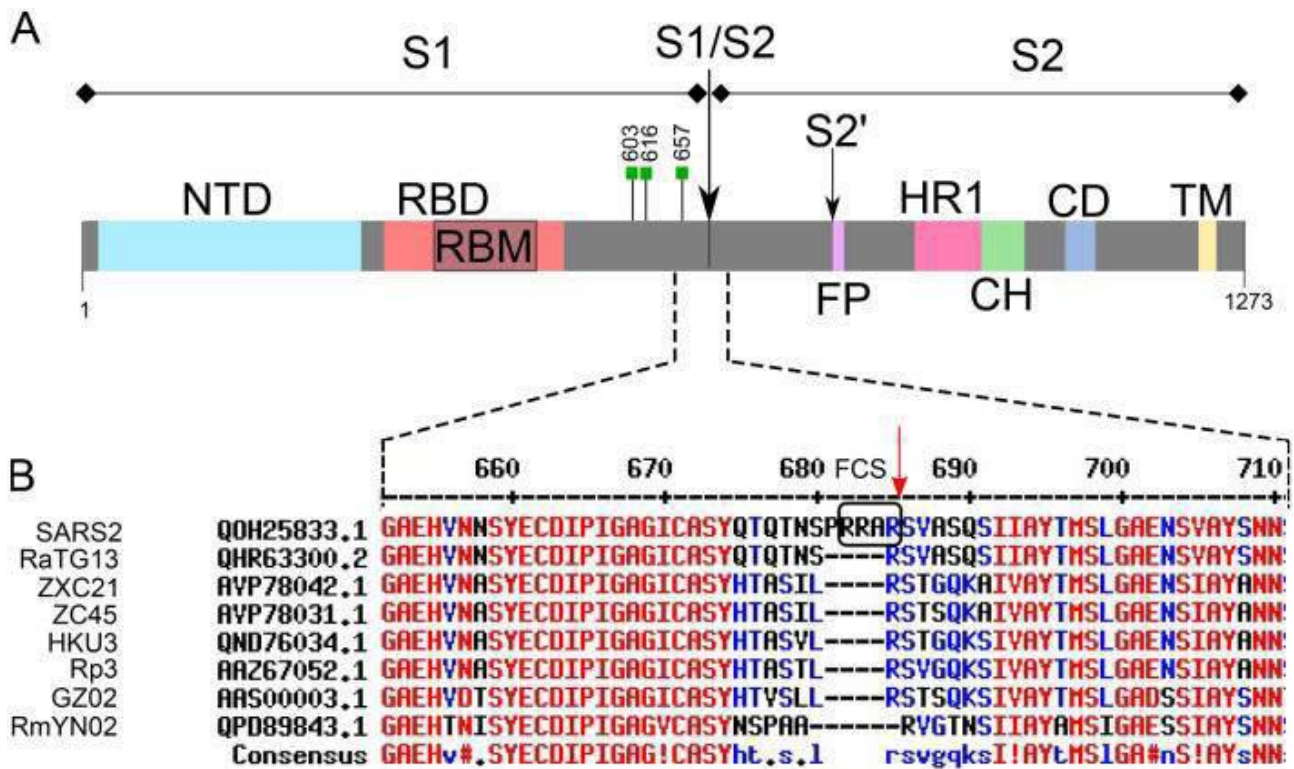 A
S1 S1/S2 S2
603 616 657 S2'
NTD RBD HR1 CD TM
RBM
1 FP CH 1273
B
660 670 680 FCS 690 700 710
SARS2 QOH25833.1 GAEHVNNSYECDIPIGAGICASYQTQTNSPRRARSVASQSIIAYTMSLGAENSVAYSNN
RaTG13 QHR63300.2 GAEHVNNSYECDIPIGAGICASYQTQTNS----RSVASQSIIAYTMSLGAENSVAYSNN
ZXC21 AYP78042.1 GAEHVNASYECDIPIGAGICASYHTASIL----RSTGQKAIVAYTMSLGAENSIAYANN
ZC45 AYP78031.1 GAEHVNASYECDIPIGAGICASYHTASIL----RSTSQKAIVAYTMSLGAENSIAYANN
HKU3 QND76034.1 GAEHVNASYECDIPIGAGICASYHTASVL----RSTGQKSIVAYTMSLGAENSIAYANN
Rp3 AAZ67052.1 GAEHVNASYECDIPIGAGICASYHTASTL----RSVGQKSIVAYTMSLGAENSIAYANN
GZ02 AAS00003.1 GAEHVDTSYECDIPIGAGICASYHTVSLL----RSTSQKSIVAYTMSLGADSSIAYSNN
RmYN02 QPD89843.1 GAEHTNISYECDIPIGAGVCASYNSPAA------RVGTNSIIAYAMSIGAESSIAYSNN
Consensus GAEHv#.SYECDIPIGAG!CASYht.s.l    rsvgqksI!AYtMSlGA#nS!AYsNN